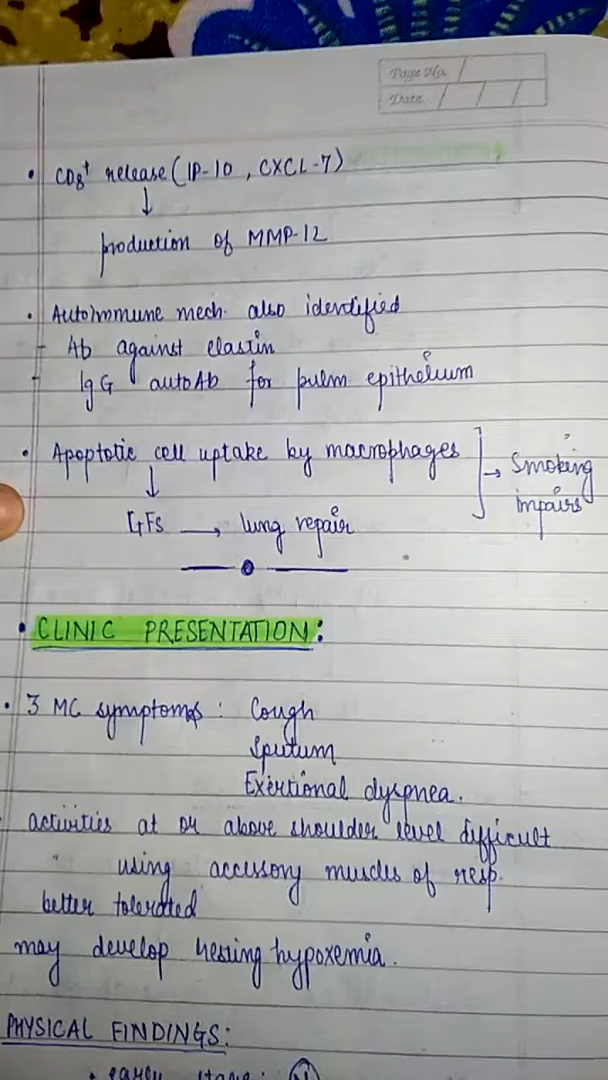 Page No.
Date
• CD8+ release (IP-10, CXCL-7)
↓
production of MMP-12
• Autoimmune mech. also identified
- Ab against elastin
- IgG autoAb for pulm epithelium
• Apoptotic cell uptake by macrophages ] → Smoking impairs
↓
GFs → lung repair
• CLINIC PRESENTATION:
• 3 MC symptoms : Cough
Sputum
Exertional dyspnea.
activities at or above shoulder level difficult
" using accessory muscles of resp.
better tolerated
may develop resting hypoxemia.
PHYSICAL FINDINGS:
• early stage: (N)